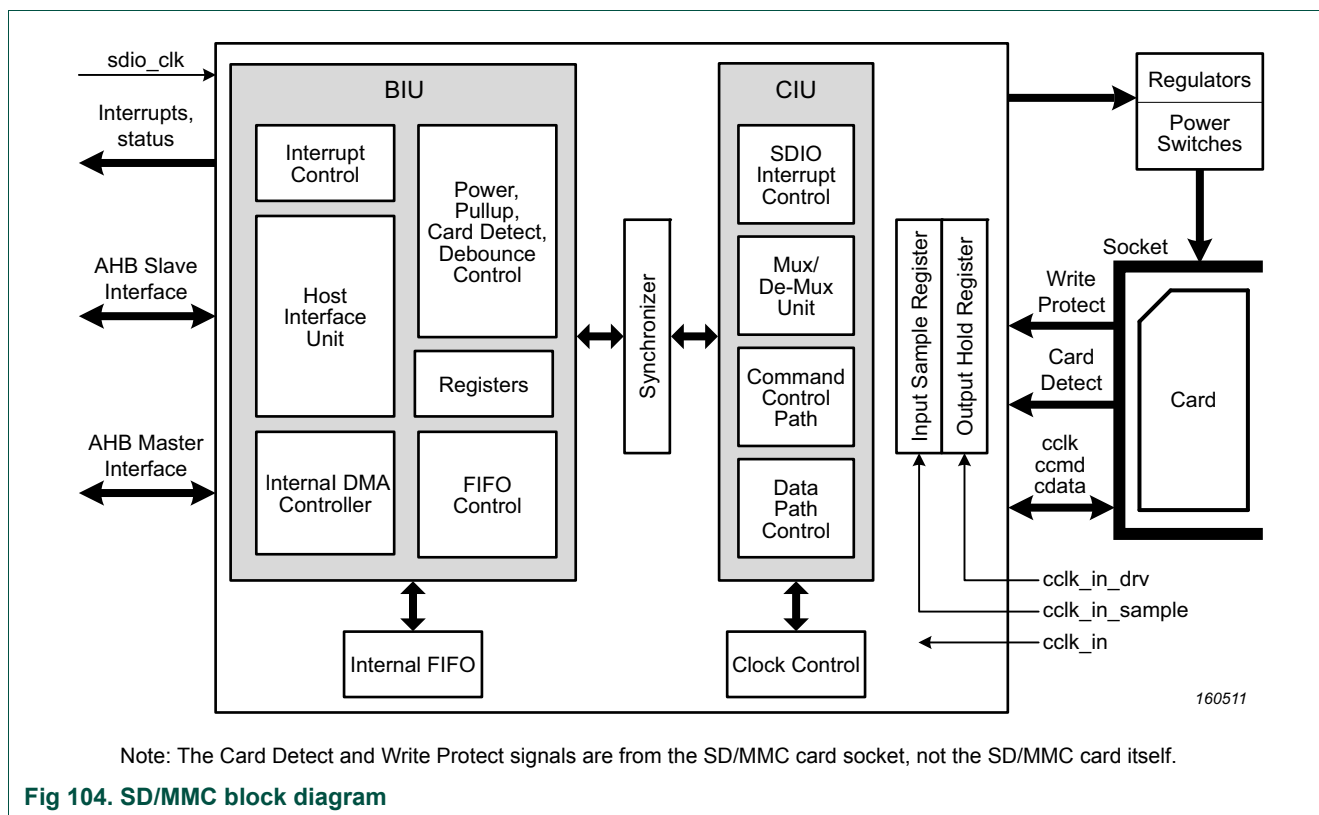 sdio_clk
Interrupts,
status
AHB Slave
Interface
AHB Master
Interface
BIU
Interrupt
Control
Host
Interface
Unit
Internal DMA
Controller
Power,
Pullup,
Card Detect,
Debounce
Control
Registers
FIFO
Control
Internal FIFO
Synchronizer
CIU
SDIO
Interrupt
Control
Mux/
De-Mux
Unit
Command
Control
Path
Data
Path
Control
Clock Control
Input Sample Register
Output Hold Register
Regulators
Power
Switches
Socket
Write
Protect
Card
Detect
cclk
ccmd
cdata
Card
cclk_in_drv
cclk_in_sample
cclk_in
160511
Note: The Card Detect and Write Protect signals are from the SD/MMC card socket, not the SD/MMC card itself.
Fig 104. SD/MMC block diagram